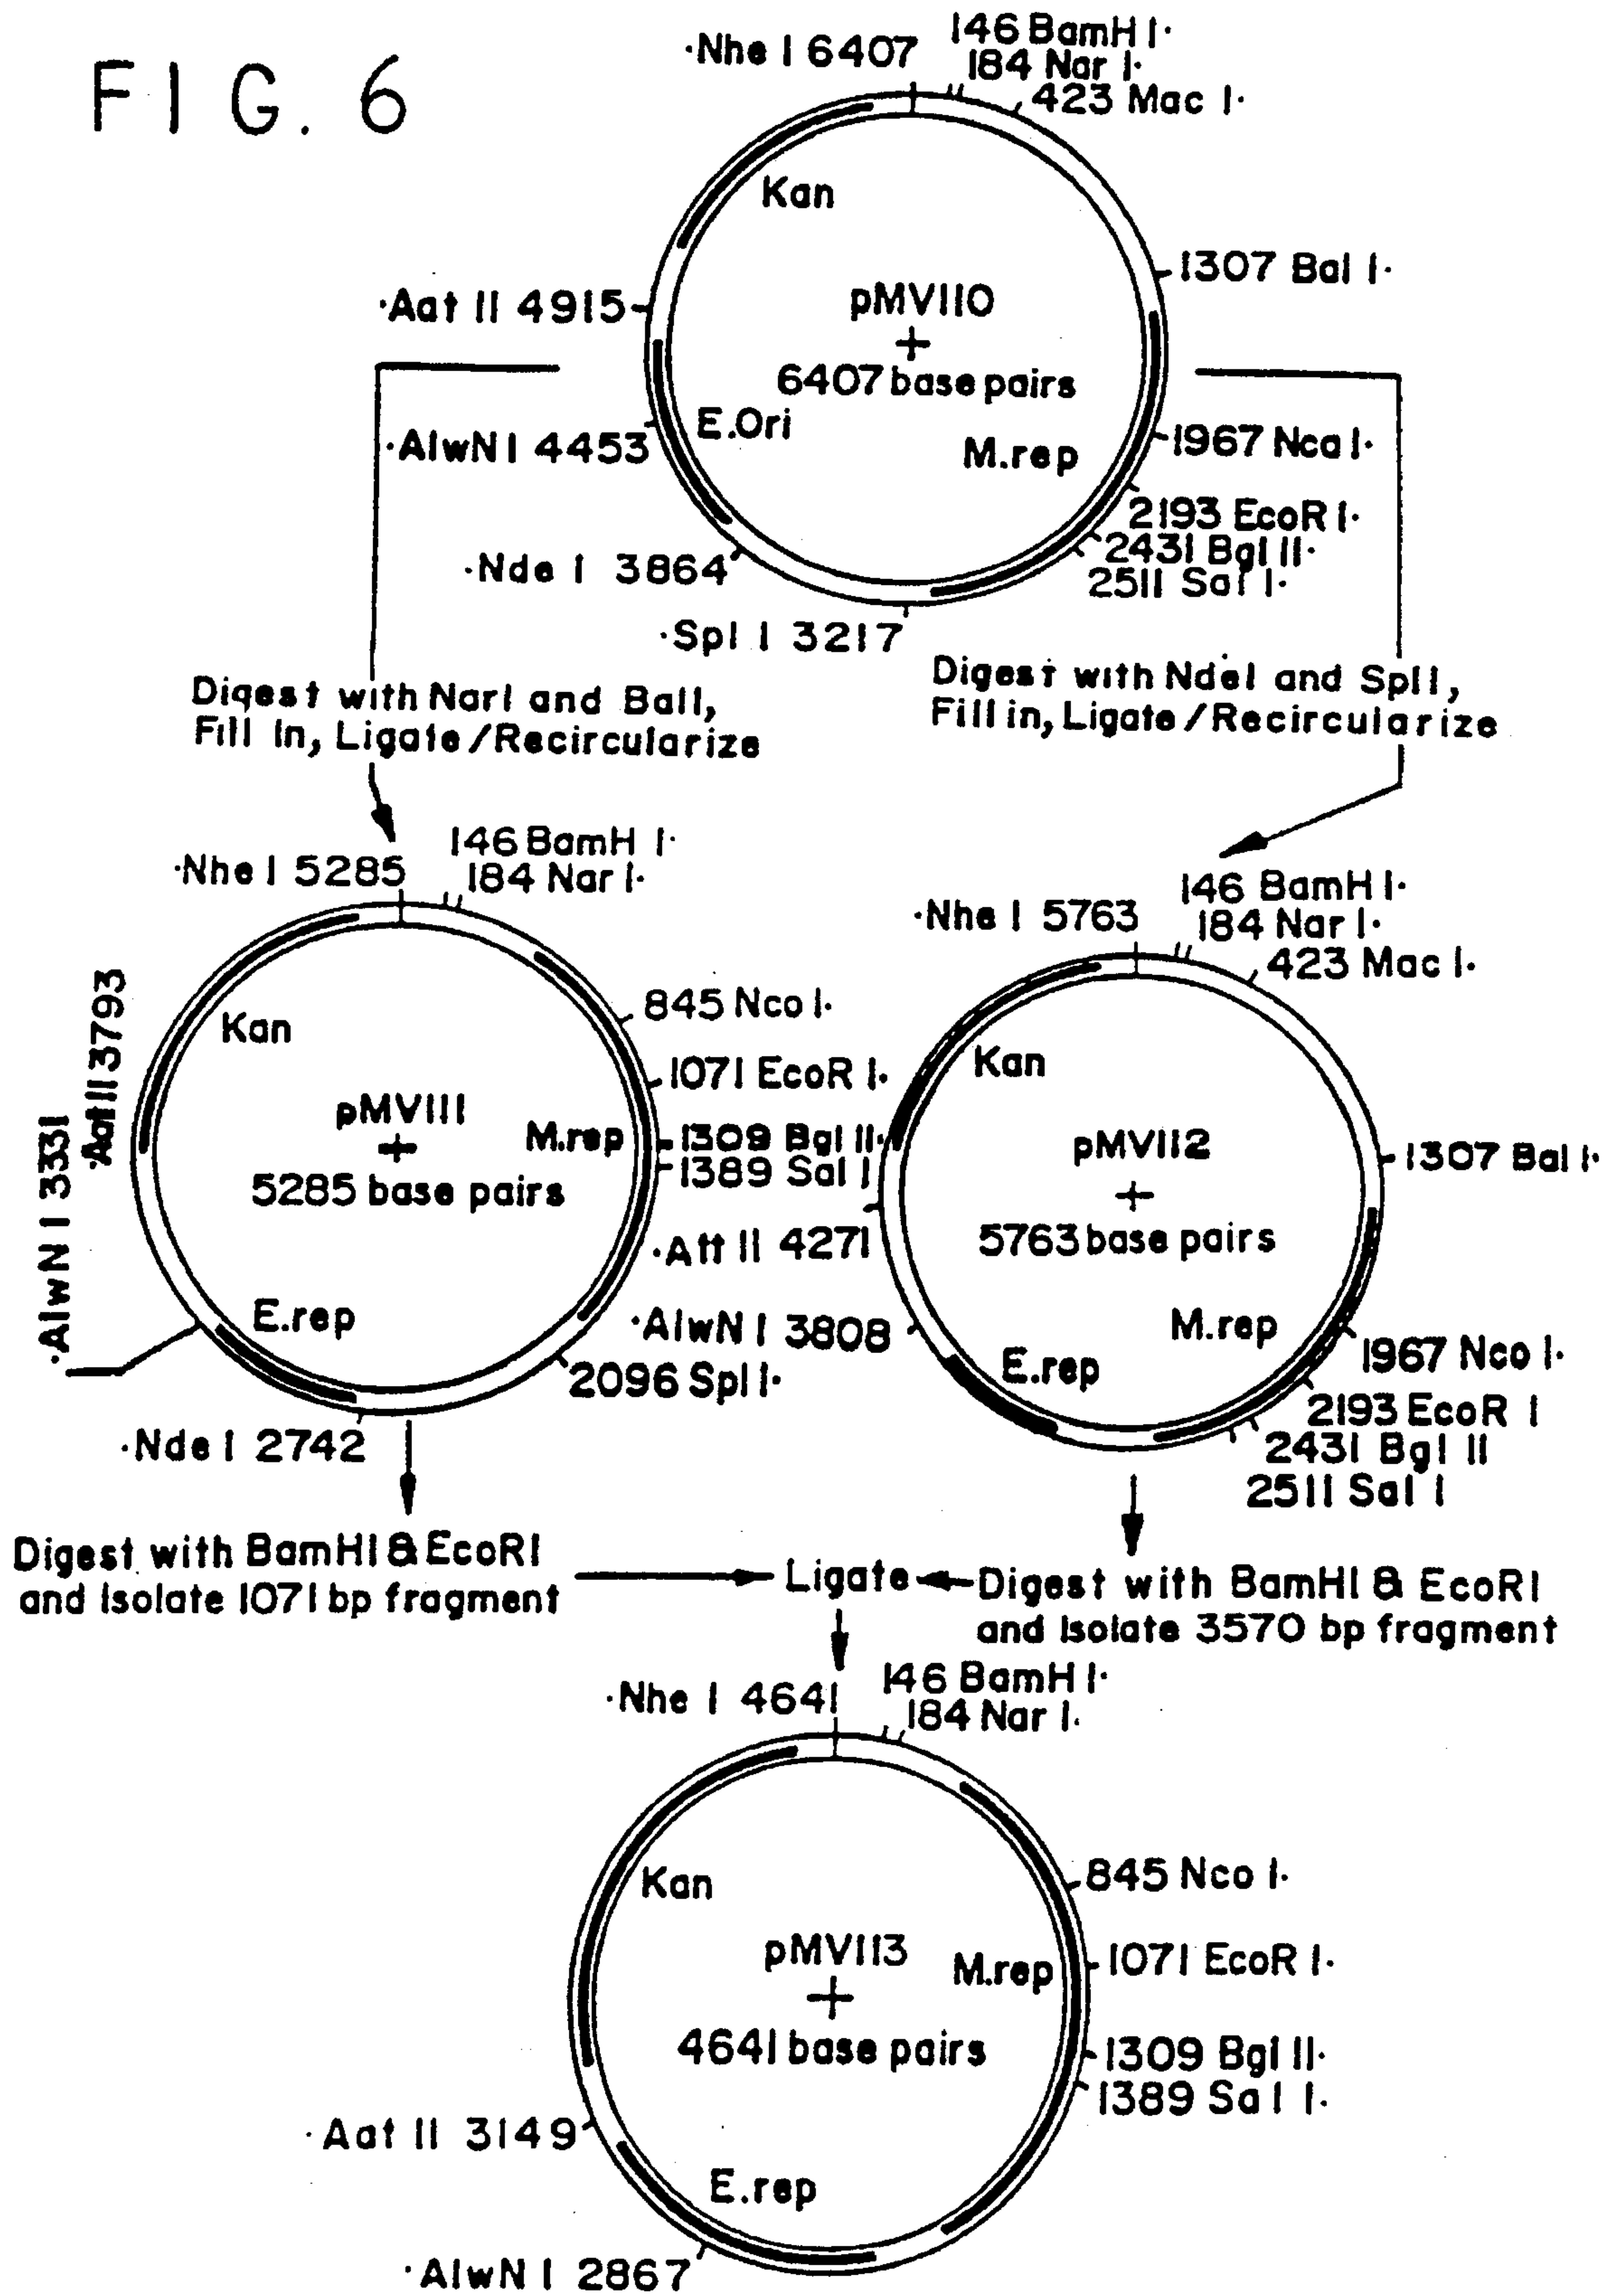 FIG. 6
·Nhe I 6407
146 BamH I·
184 Nar I·
423 Mac I·
Kan
1307 Bal I·
·Aat II 4915
pMV110
+
6407 base pairs
E.Ori
·AlwN I 4453
M.rep
1967 Nca I·
2193 EcoR I·
2431 Bgl II·
2511 Sal I·
·Nde I 3864
·Spl I 3217
Digest with NarI and BalI,
Fill In, Ligate/Recircularize
Digest with NdeI and SplI,
Fill in, Ligate/Recircularize
·Nhe I 5285
146 BamH I·
184 Nar I·
Kan
845 Nco I·
1071 EcoR I·
·Aat II 3793
·AlwN I 3331
pMV111
+
5285 base pairs
M.rep
1309 Bgl II·
1389 Sal I
E.rep
2096 Spl I·
·Nde I 2742
·Nhe I 5763
146 BamH I·
184 Nar I·
423 Mac I·
Kan
pMV112
+
5763 base pairs
1307 Bal I·
·Att II 4271
·AlwN I 3808
M.rep
E.rep
1967 Nco I·
2193 EcoR I
2431 Bgl II
2511 Sal I
Digest with BamHI & EcoRI
and Isolate 1071 bp fragment
Ligate
Digest with BamHI & EcoRI
and Isolate 3570 bp fragment
·Nhe I 4641
146 BamH I·
184 Nar I·
Kan
845 Nco I·
pMV113
+
4641 base pairs
M.rep
1071 EcoR I·
1309 Bgl II·
1389 Sal I·
·Aat II 3149
E.rep
·AlwN I 2867